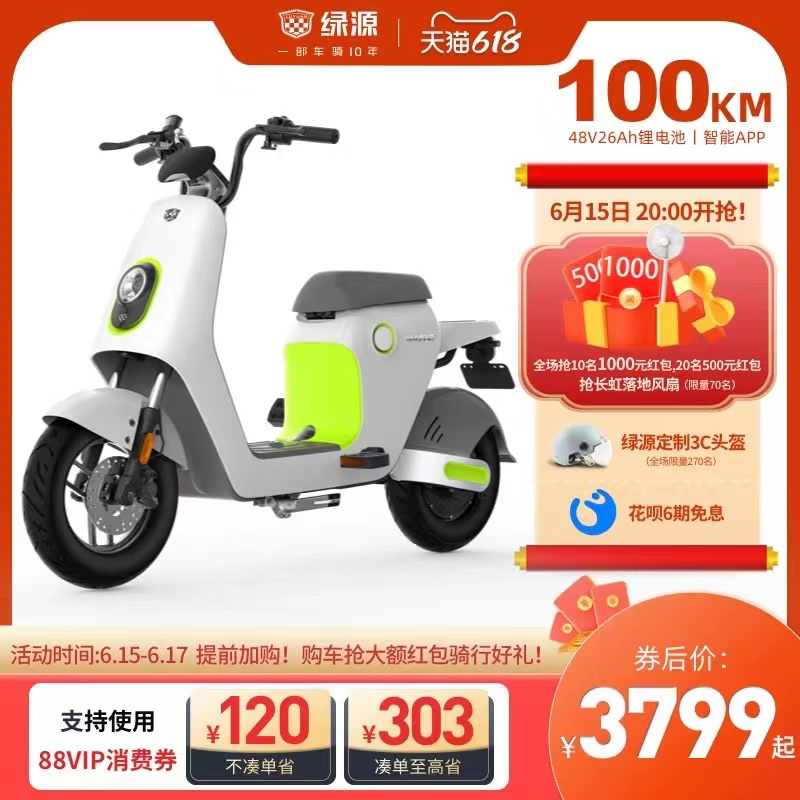 绿源
一部车骑10年
天猫618
100KM
48V26Ah锂电池|智能APP
6月15日 20:00开抢!
500
1000
全场抢10名1000元红包,20名500元红包
抢长虹落地风扇(限量70名)
绿源定制3C头盔
(全场限量270名)
花呗6期免息
活动时间:6.15-6.17 提前加购!购车抢大额红包骑行好礼!
支持使用
88VIP消费券
¥120
不凑单省
¥303
凑单至高省
券后价:
¥3799起